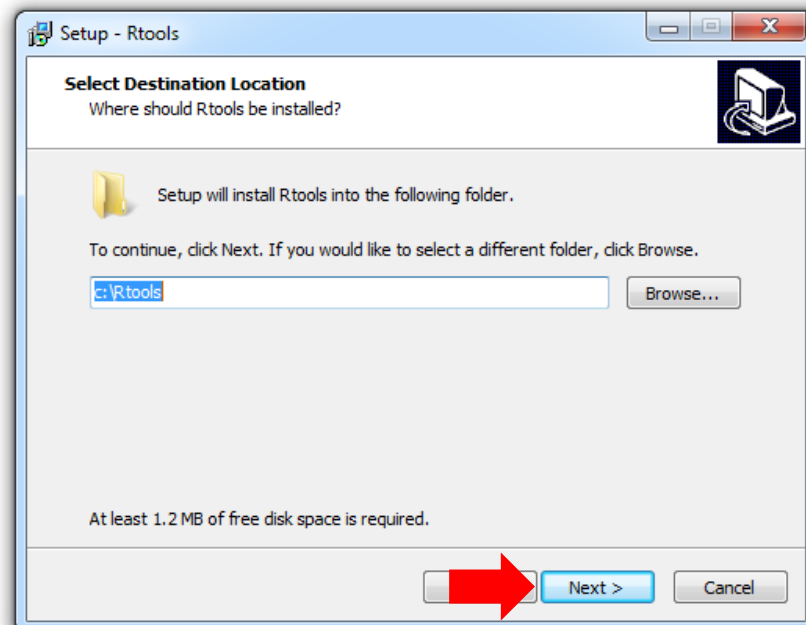 Setup - Rtools
Select Destination Location
Where should Rtools be installed?
Setup will install Rtools into the following folder.
To continue, click Next. If you would like to select a different folder, click Browse.
c:\Rtools
Browse...
At least 1.2 MB of free disk space is required.
Next >
Cancel